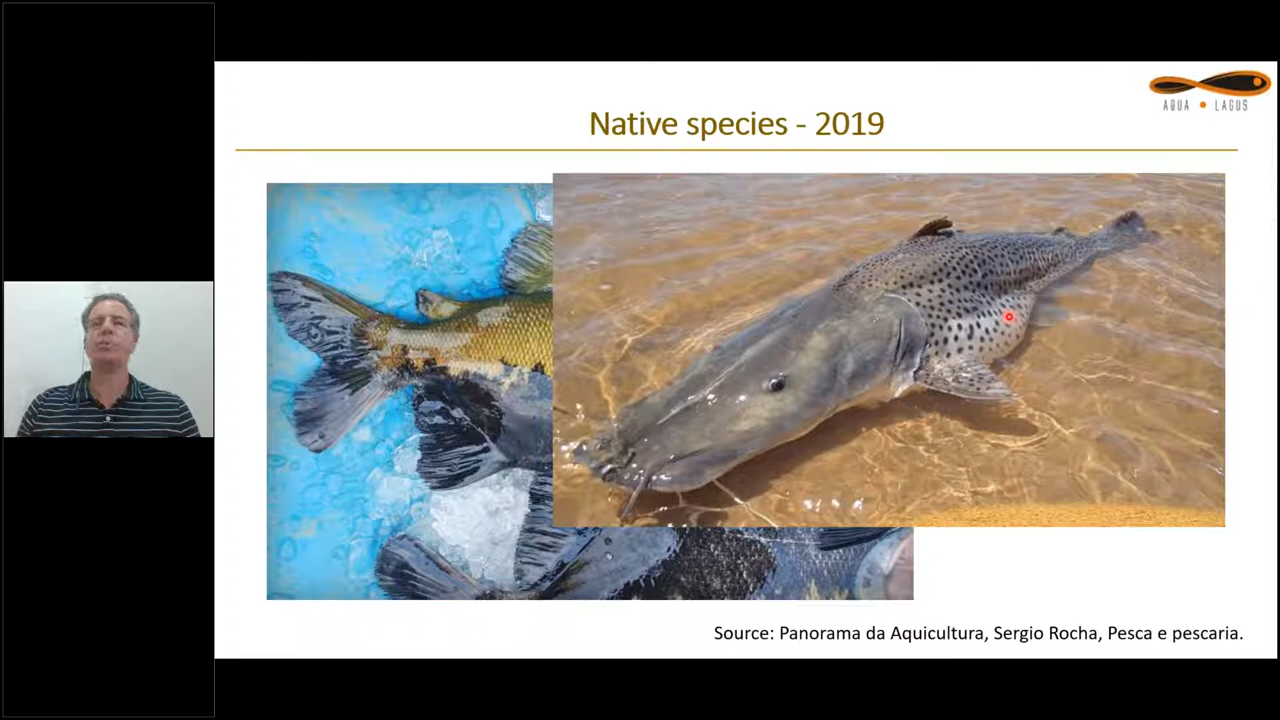 AQUA • LAGUS
Native species - 2019
Source: Panorama da Aquicultura, Sergio Rocha, Pesca e pescaria.